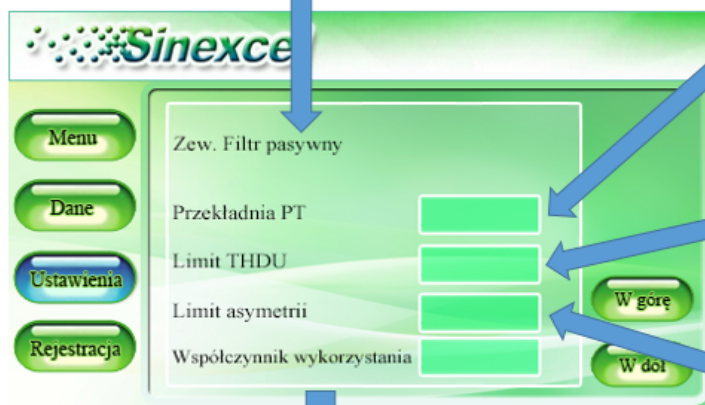 Sinexcel
Menu
Dane
Ustawienia
Rejestracja
Zew. Filtr pasywny
Przekładnia PT
Limit THDU
Limit asymetrii
Współczynnik wykorzystania
W górę
W dół